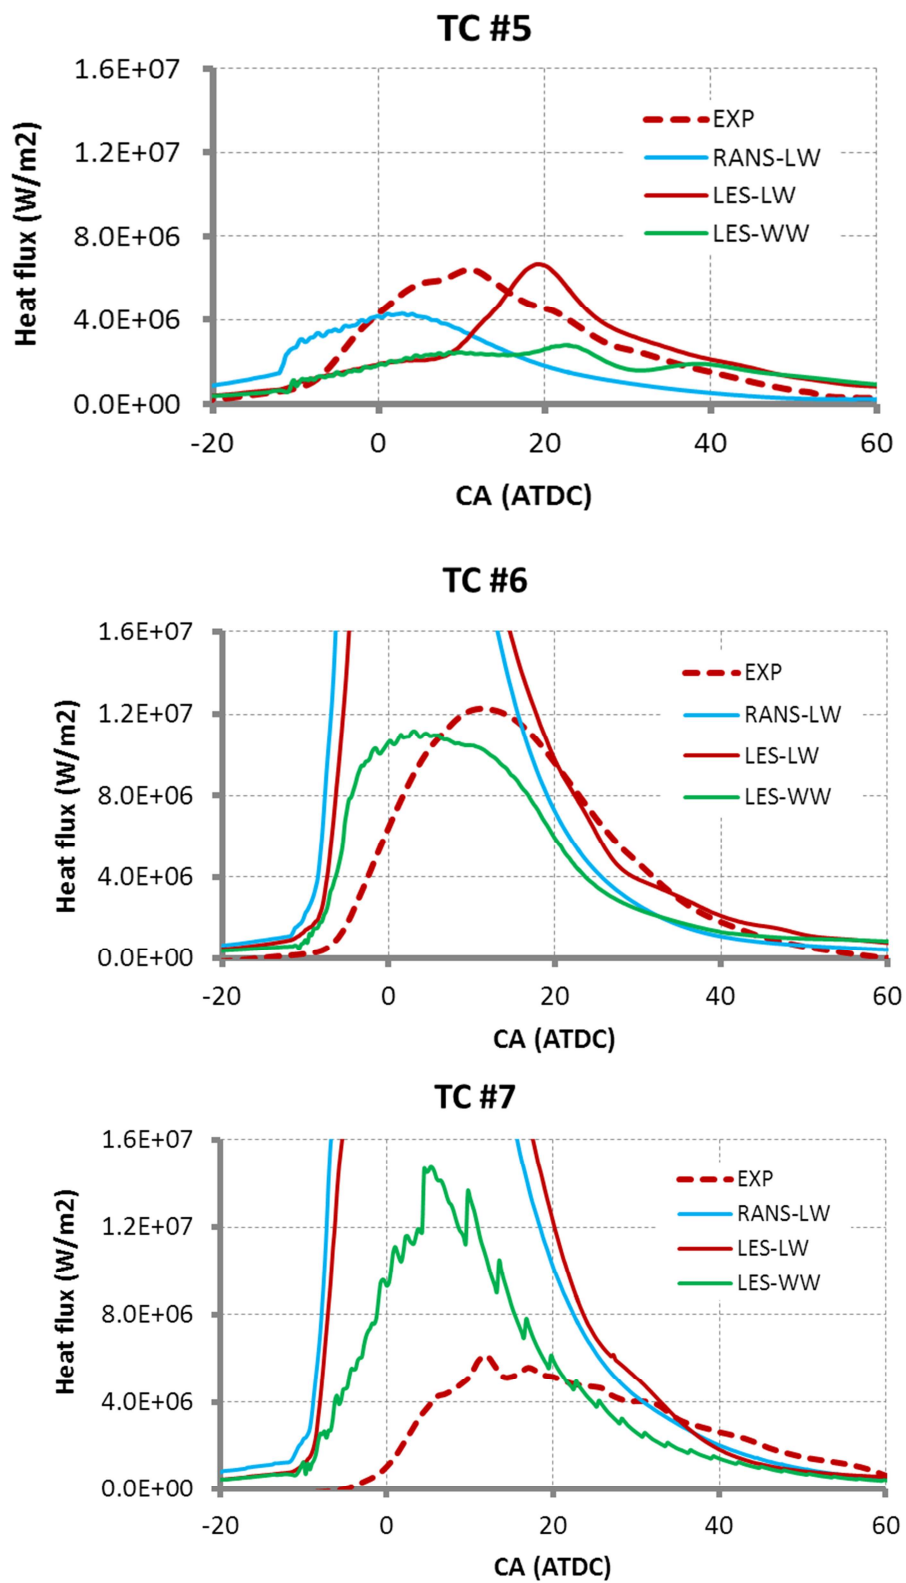 TC #5
Heat flux (W/m2)
1.6E+07
1.2E+07
8.0E+06
4.0E+06
0.0E+00
EXP
RANS-LW
LES-LW
LES-WW
-20 0 20 40 60
CA (ATDC)
TC #6
Heat flux (W/m2)
1.6E+07
1.2E+07
8.0E+06
4.0E+06
0.0E+00
EXP
RANS-LW
LES-LW
LES-WW
-20 0 20 40 60
CA (ATDC)
TC #7
Heat flux (W/m2)
1.6E+07
1.2E+07
8.0E+06
4.0E+06
0.0E+00
EXP
RANS-LW
LES-LW
LES-WW
-20 0 20 40 60
CA (ATDC)